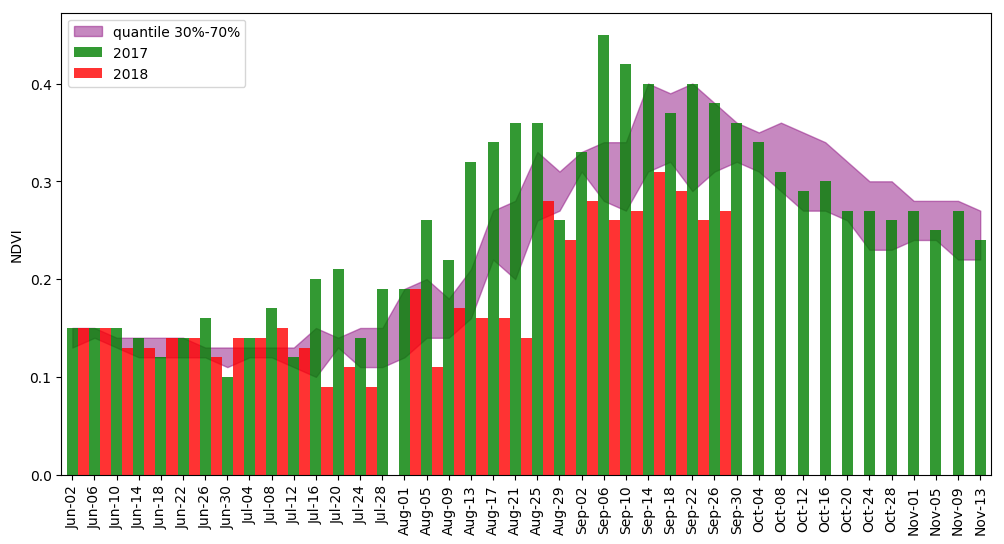 quantile 30%-70%
2017
2018
NDVI
0.4
0.3
0.2
0.1
0.0
Jun-02
Jun-06
Jun-10
Jun-14
Jun-18
Jun-22
Jun-26
Jun-30
Jul-04
Jul-08
Jul-12
Jul-16
Jul-20
Jul-24
Jul-28
Aug-01
Aug-05
Aug-09
Aug-13
Aug-17
Aug-21
Aug-25
Aug-29
Sep-02
Sep-06
Sep-10
Sep-14
Sep-18
Sep-22
Sep-26
Sep-30
Oct-04
Oct-08
Oct-12
Oct-16
Oct-20
Oct-24
Oct-28
Nov-01
Nov-05
Nov-09
Nov-13